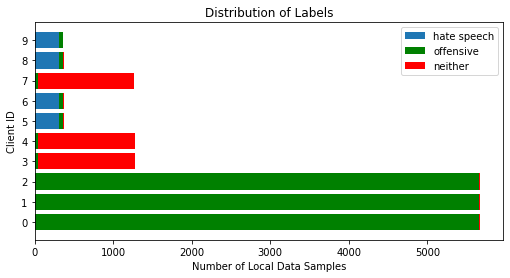 Distribution of Labels
hate speech
offensive
neither
Client ID
9
8
7
6
5
4
3
2
1
0
0 1000 2000 3000 4000 5000
Number of Local Data Samples